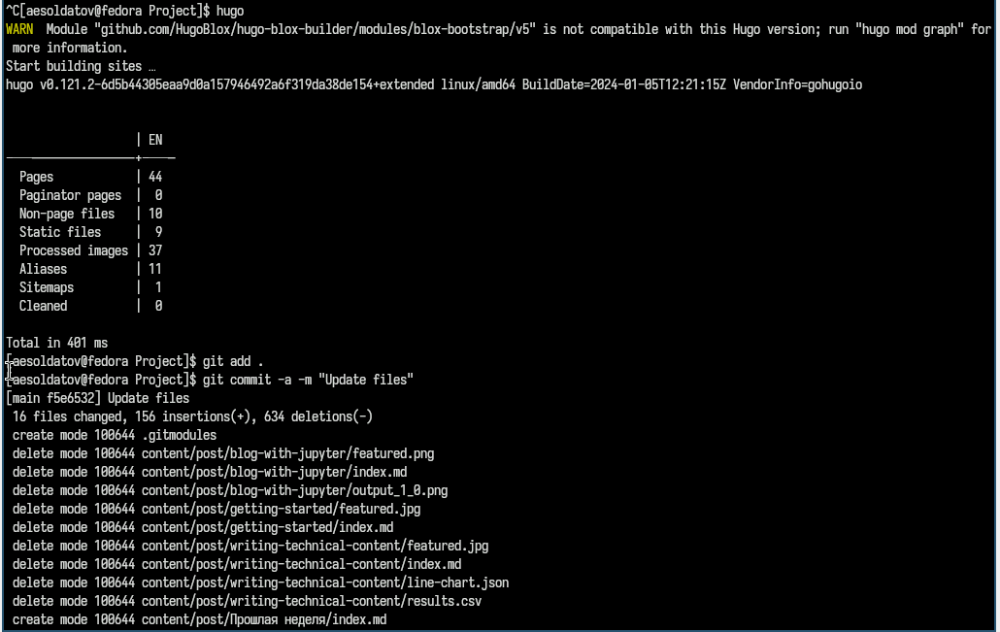 ^C[aesoldatov@fedora Project]$ hugo
WARN  Module "github.com/HugoBlox/hugo-blox-builder/modules/blox-bootstrap/v5" is not compatible with this Hugo version; run "hugo mod graph" for
 more information.
Start building sites …
hugo v0.121.2-6d5b44305eaa9d0a157946492a6f319da38de154+extended linux/amd64 BuildDate=2024-01-05T12:21:15Z VendorInfo=gohugoio
                   | EN
-------------------+-----
  Pages            | 44
  Paginator pages  |  0
  Non-page files   | 10
  Static files     |  9
  Processed images | 37
  Aliases          | 11
  Sitemaps         |  1
  Cleaned          |  0
Total in 401 ms
[aesoldatov@fedora Project]$ git add .
[aesoldatov@fedora Project]$ git commit -a -m "Update files"
[main f5e6532] Update files
 16 files changed, 156 insertions(+), 634 deletions(-)
 create mode 100644 .gitmodules
 delete mode 100644 content/post/blog-with-jupyter/featured.png
 delete mode 100644 content/post/blog-with-jupyter/index.md
 delete mode 100644 content/post/blog-with-jupyter/output_1_0.png
 delete mode 100644 content/post/getting-started/featured.jpg
 delete mode 100644 content/post/getting-started/index.md
 delete mode 100644 content/post/writing-technical-content/featured.jpg
 delete mode 100644 content/post/writing-technical-content/index.md
 delete mode 100644 content/post/writing-technical-content/line-chart.json
 delete mode 100644 content/post/writing-technical-content/results.csv
 create mode 100644 content/post/Прошлая неделя/index.md